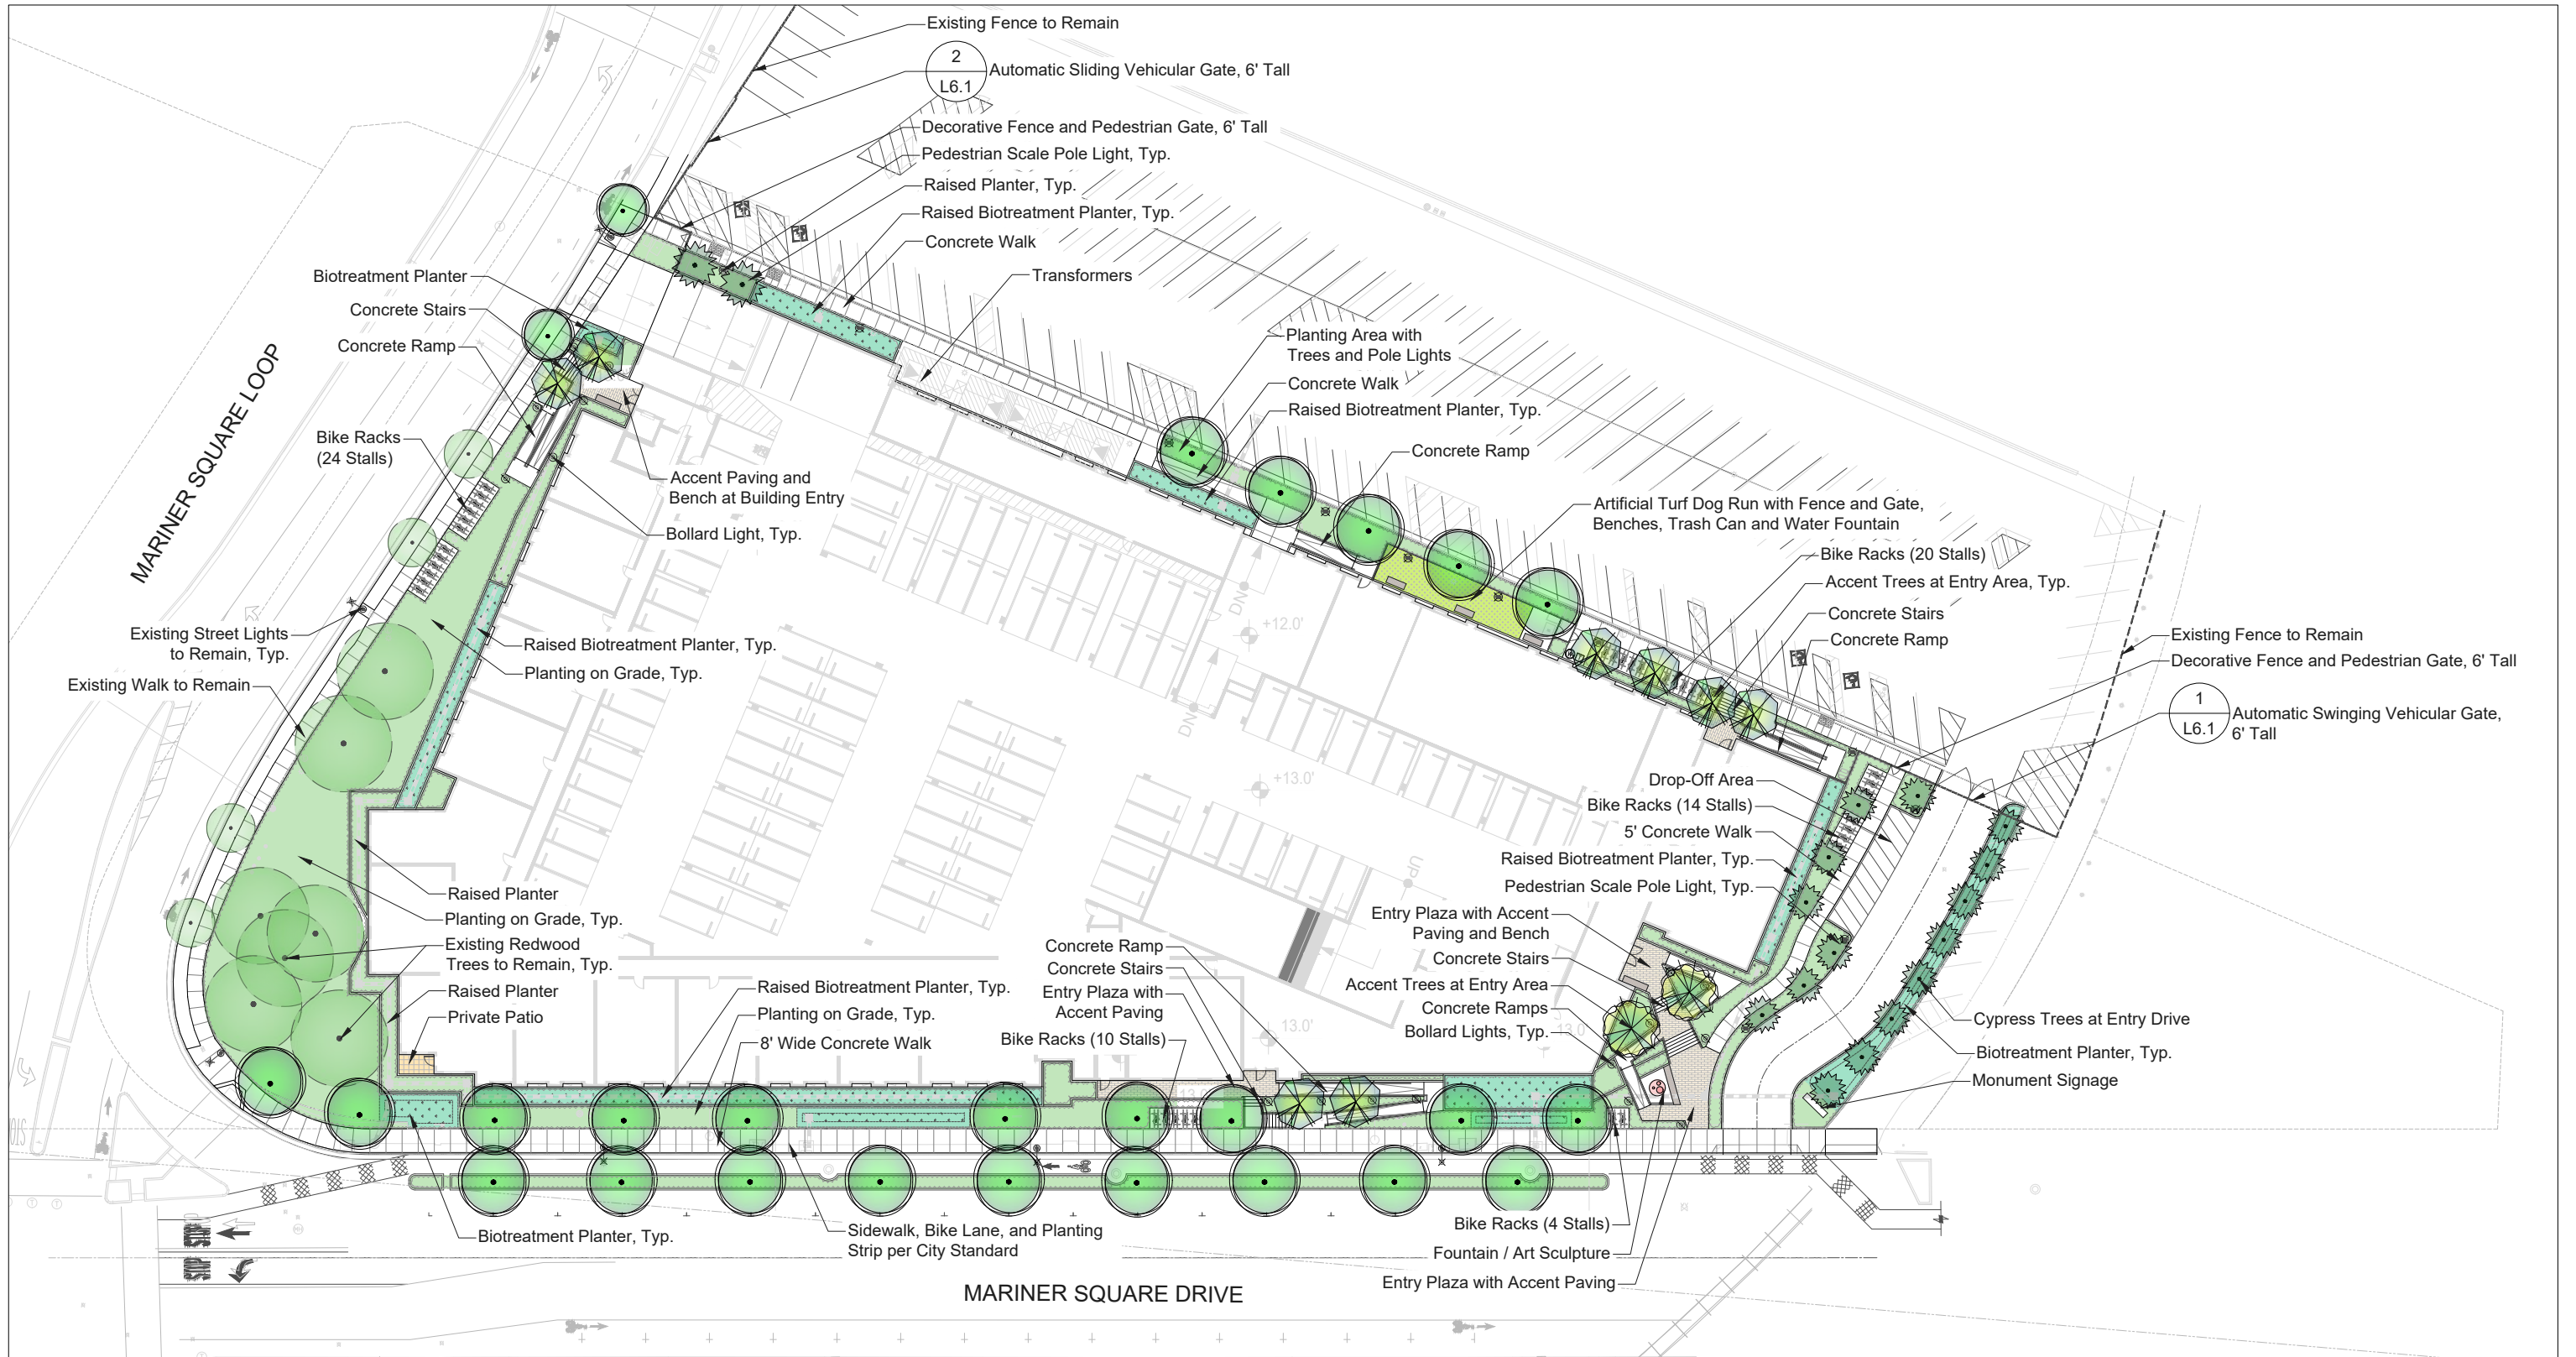 Existing Fence to Remain
2
L6.1
Automatic Sliding Vehicular Gate, 6' Tall
Decorative Fence and Pedestrian Gate, 6' Tall
Pedestrian Scale Pole Light, Typ.
Raised Planter, Typ.
Raised Biotreatment Planter, Typ.
Concrete Walk
Transformers
Biotreatment Planter
Concrete Stairs
Concrete Ramp
MARINER SQUARE LOOP
Bike Racks
(24 Stalls)
Accent Paving and
Bench at Building Entry
Bollard Light, Typ.
Planting Area with
Trees and Pole Lights
Concrete Walk
Raised Biotreatment Planter, Typ.
Concrete Ramp
Artificial Turf Dog Run with Fence and Gate,
Benches, Trash Can and Water Fountain
Bike Racks (20 Stalls)
Accent Trees at Entry Area, Typ.
Concrete Stairs
Concrete Ramp
Existing Fence to Remain
Decorative Fence and Pedestrian Gate, 6' Tall
1
L6.1
Automatic Swinging Vehicular Gate,
6' Tall
Existing Street Lights
to Remain, Typ.
Existing Walk to Remain
Raised Biotreatment Planter, Typ.
Planting on Grade, Typ.
DN
+12.0'
DN
+13.0'
UP
13.0'
13.0
Drop-Off Area
Bike Racks (14 Stalls)
5' Concrete Walk
Raised Biotreatment Planter, Typ.
Pedestrian Scale Pole Light, Typ.
Entry Plaza with Accent
Paving and Bench
Concrete Stairs
Accent Trees at Entry Area
Concrete Ramps
Bollard Lights, Typ.
Raised Planter
Planting on Grade, Typ.
Existing Redwood
Trees to Remain, Typ.
Raised Planter
Private Patio
Raised Biotreatment Planter, Typ.
Planting on Grade, Typ.
8' Wide Concrete Walk
Concrete Ramp
Concrete Stairs
Entry Plaza with
Accent Paving
Bike Racks (10 Stalls)
Cypress Trees at Entry Drive
Biotreatment Planter, Typ.
Monument Signage
Biotreatment Planter, Typ.
Sidewalk, Bike Lane, and Planting
Strip per City Standard
Bike Racks (4 Stalls)
Fountain / Art Sculpture
Entry Plaza with Accent Paving
MARINER SQUARE DRIVE